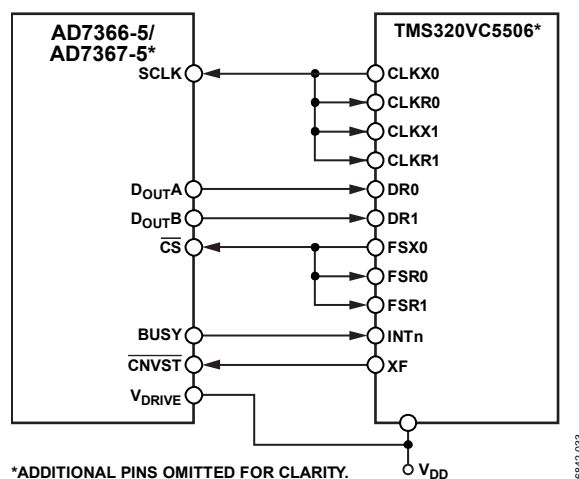 AD7366-5/
AD7367-5*
TMS320VC5506*
SCLK
CLKX0
CLKR0
CLKX1
CLKR1
DOUTA
DR0
DOUTB
DR1
CS
FSX0
FSR0
FSR1
BUSY
INTn
CNVST
XF
VDRIVE
VDD
*ADDITIONAL PINS OMITTED FOR CLARITY.